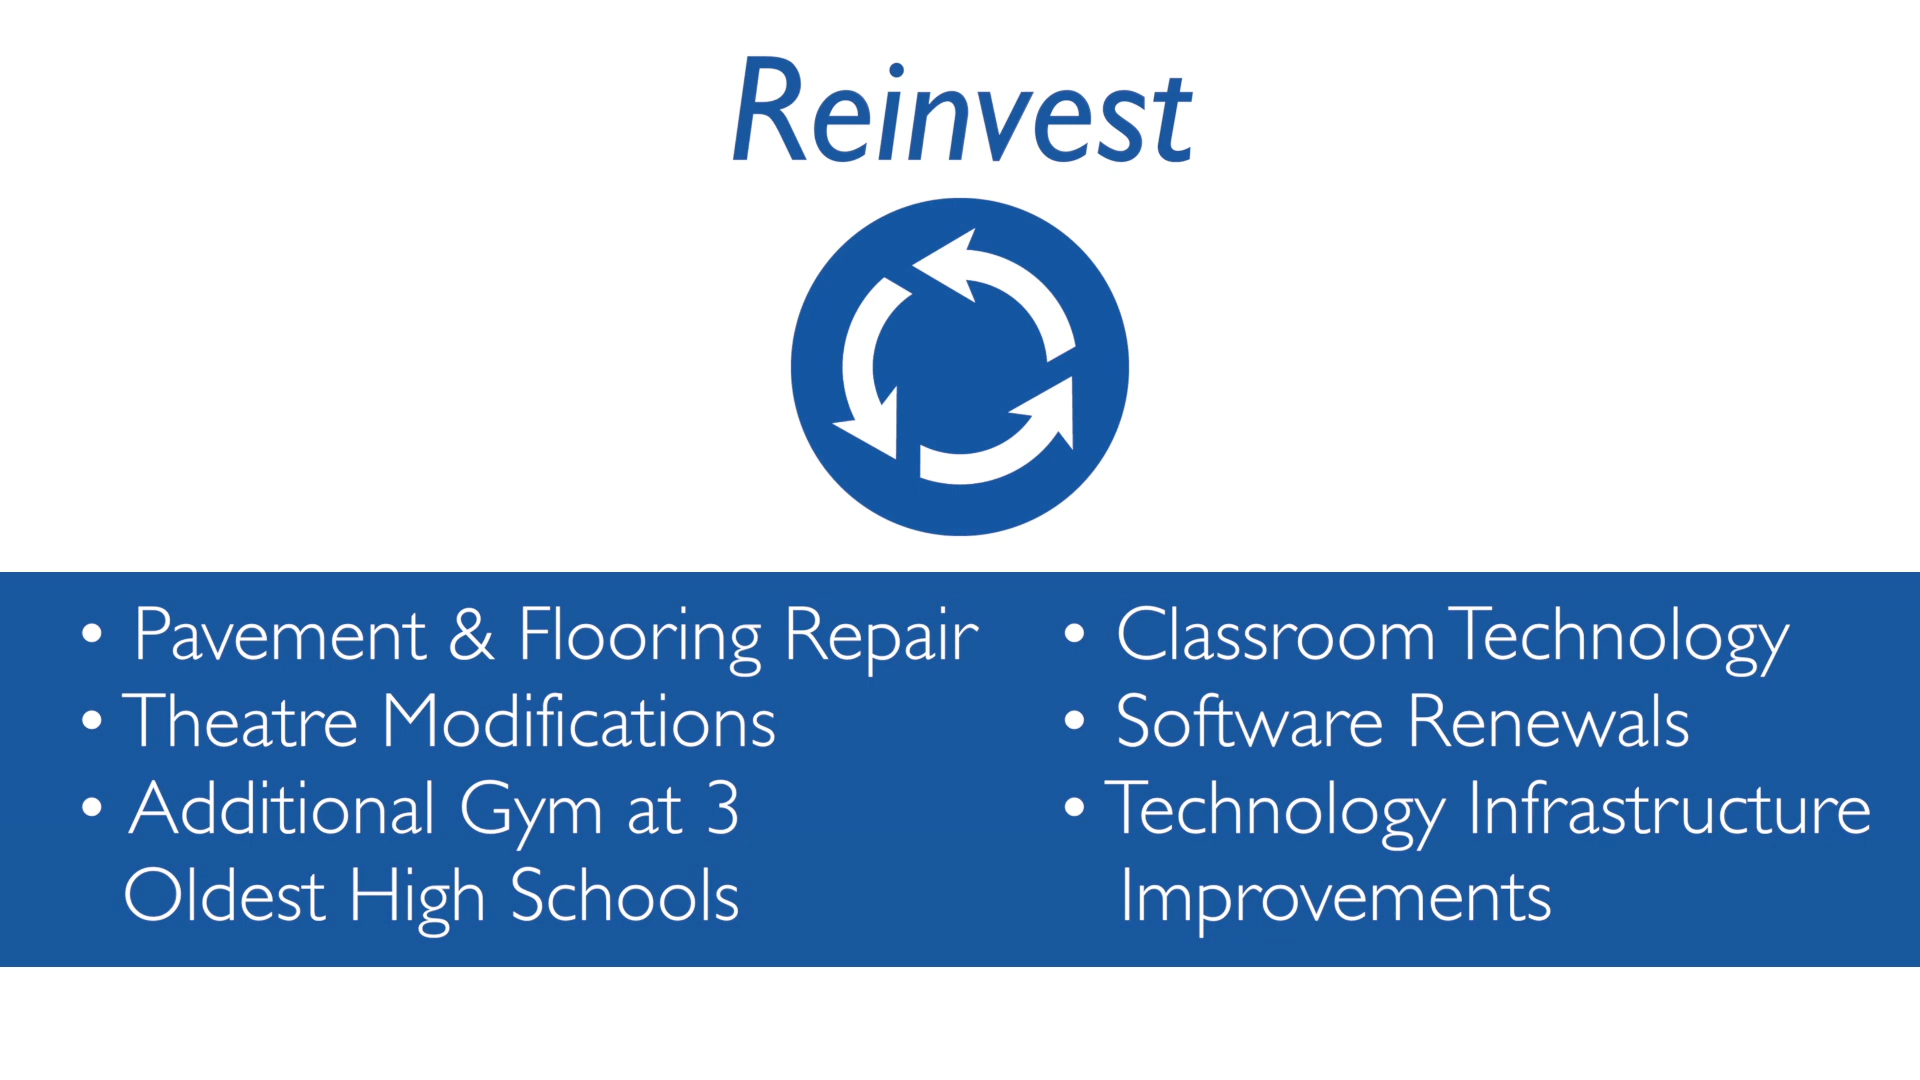 Reinvest
• Pavement & Flooring Repair
• Theatre Modifications
• Additional Gym at 3
Oldest High Schools
• Classroom Technology
• Software Renewals
• Technology Infrastructure
Improvements